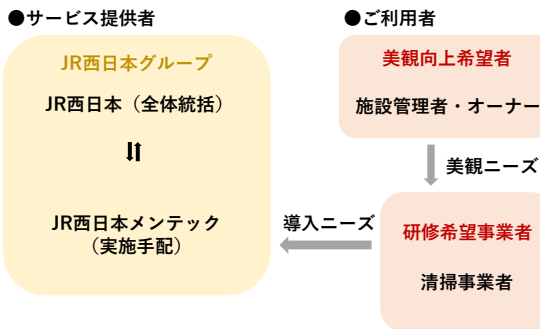 ●サービス提供者
JR西日本グループ
JR西日本（全体統括）
JR西日本メンテック
（実施手配）
●ご利用者
美観向上希望者
施設管理者・オーナー
美観ニーズ
導入ニーズ
研修希望事業者
清掃事業者